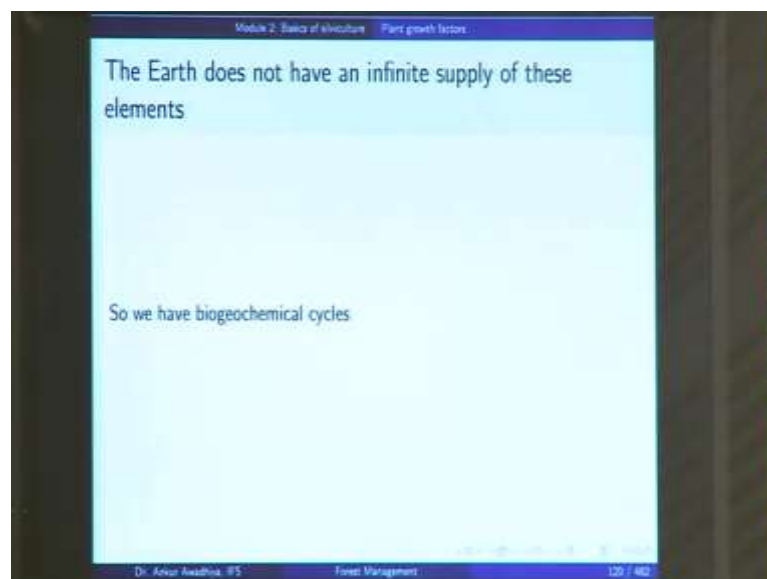 Module 2: Basics of silviculture Plant growth factors
The Earth does not have an infinite supply of these
elements
So we have biogeochemical cycles
Dr. Ankur Awadhiya, IFS Forest Management 120 / 482